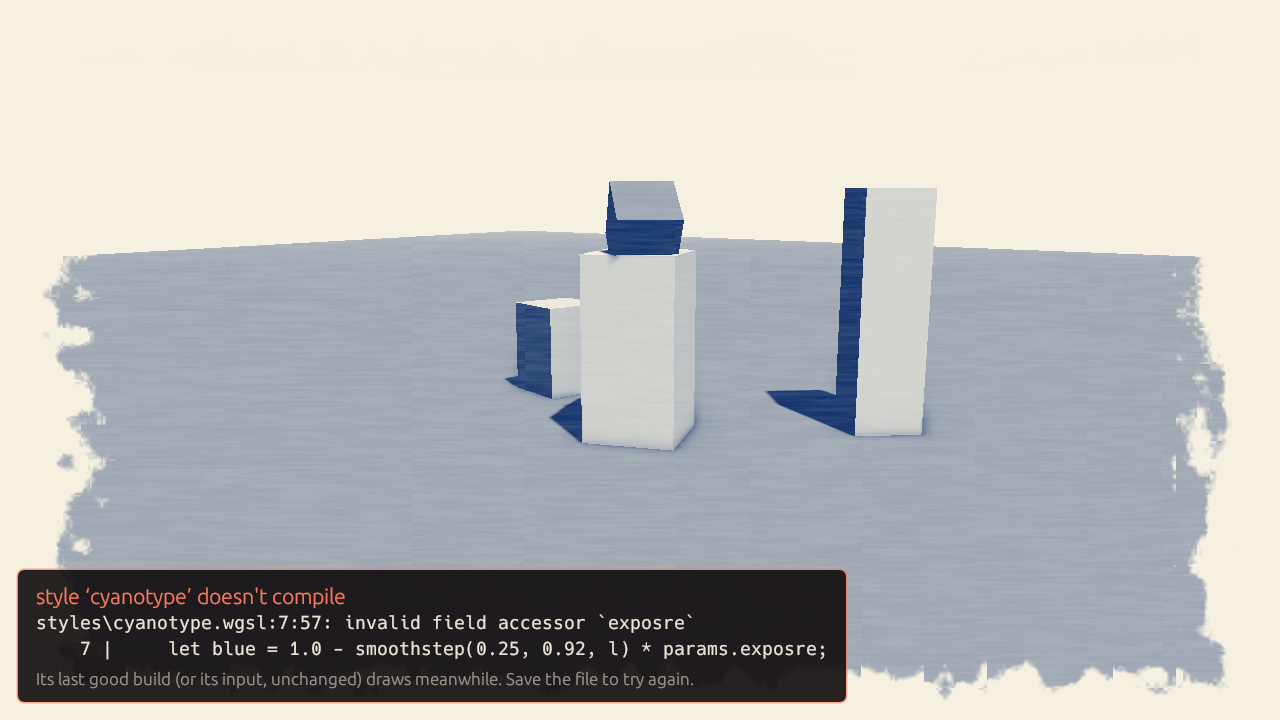 style ‘cyanotype’ doesn't compile
styles\cyanotype.wgsl:7:57: invalid field accessor `exposre`
7 |     let blue = 1.0 - smoothstep(0.25, 0.92, l) * params.exposre;
Its last good build (or its input, unchanged) draws meanwhile. Save the file to try again.